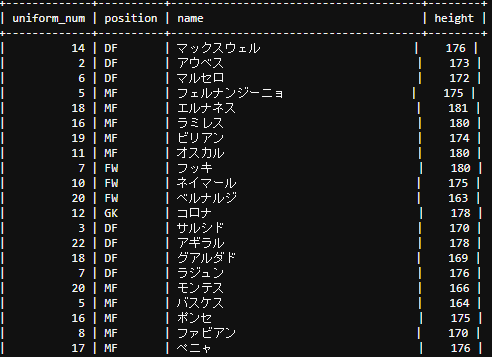 uniform_num | position | name | height |
14 | DF | マックスウェル | 176 |
2 | DF | アウベス | 173 |
6 | DF | マルセロ | 172 |
5 | MF | フェルナンジーニョ | 175 |
18 | MF | エルナネス | 181 |
16 | MF | ラミレス | 180 |
19 | MF | ビリアン | 174 |
11 | MF | オスカル | 180 |
7 | FW | フッキ | 180 |
10 | FW | ネイマール | 175 |
20 | FW | ベルナルジ | 163 |
12 | GK | コロナ | 178 |
3 | DF | サルシド | 170 |
22 | DF | アギラル | 178 |
18 | DF | グアルダド | 169 |
7 | DF | ラジュン | 176 |
20 | MF | モンテス | 166 |
5 | MF | バスケス | 164 |
16 | MF | ポンセ | 175 |
8 | MF | ファビアン | 170 |
17 | MF | ペニャ | 176 |